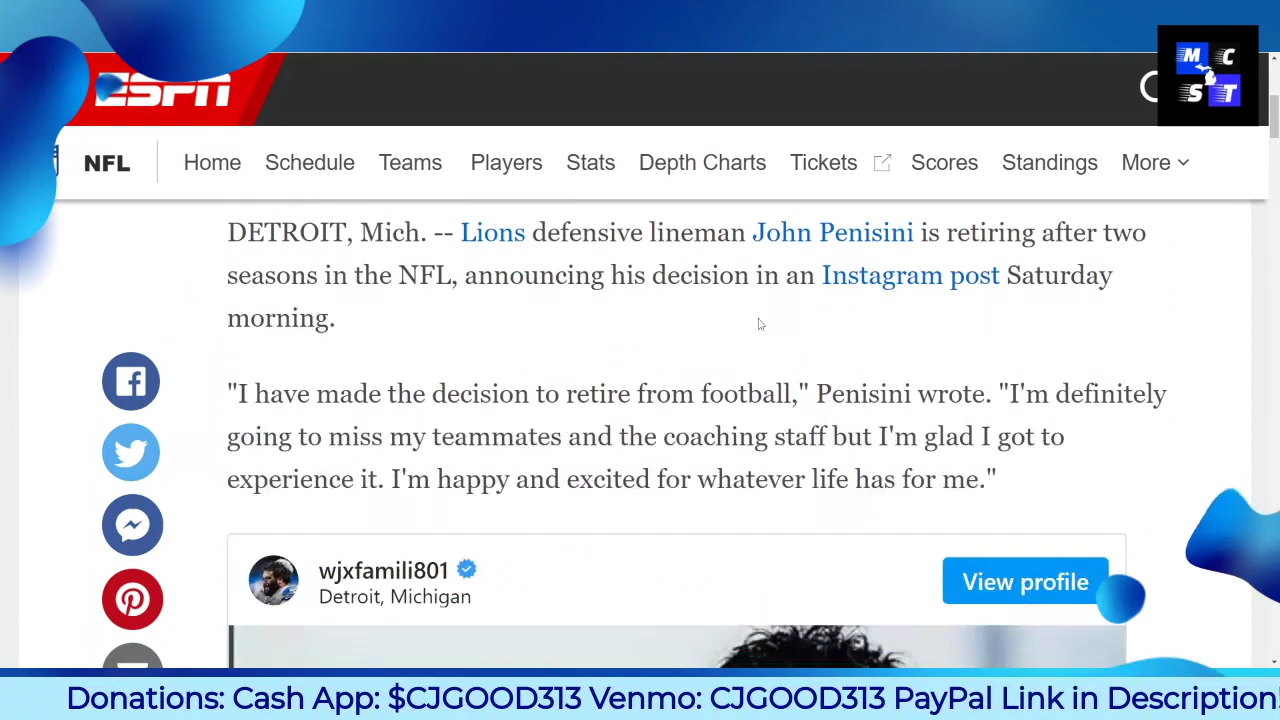 ESPN
M C
S T
NFL Home Schedule Teams Players Stats Depth Charts Tickets Scores Standings More
DETROIT, Mich. -- Lions defensive lineman John Penisini is retiring after two
seasons in the NFL, announcing his decision in an Instagram post Saturday
morning.
"I have made the decision to retire from football," Penisini wrote. "I'm definitely
going to miss my teammates and the coaching staff but I'm glad I got to
experience it. I'm happy and excited for whatever life has for me."
wjxfamili801
View profile
Detroit, Michigan
Donations: Cash App: $CJGOOD313 Venmo: CJGOOD313 PayPal Link in Description!